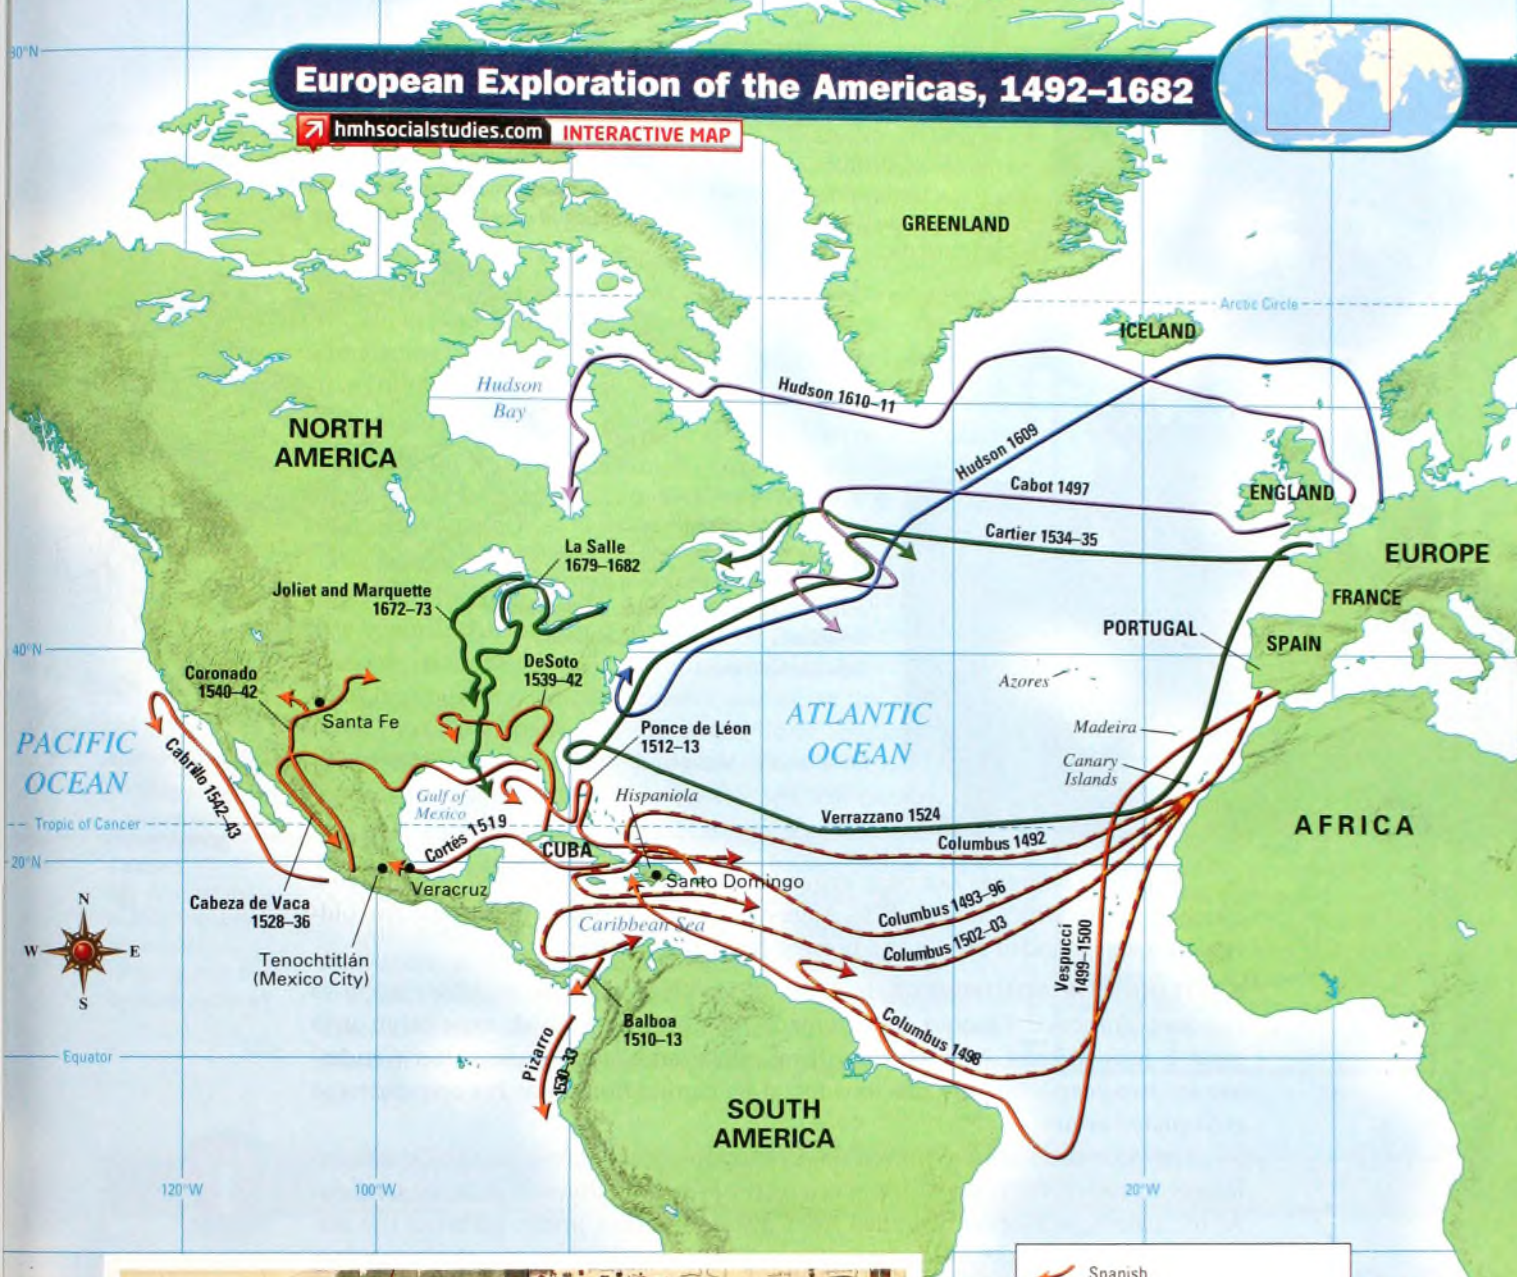 European Exploration of the Americas, 1492–1682
hmhsocialstudies.com INTERACTIVE MAP
80°N
GREENLAND
Arctic Circle
ICELAND
Hudson
Bay
Hudson 1610–11
NORTH
AMERICA
Hudson 1609
Cabot 1497
ENGLAND
Cartier 1534–35
La Salle
1679–1682
EUROPE
Joliet and Marquette
1672–73
FRANCE
PORTUGAL
SPAIN
40°N
DeSoto
1539–42
Coronado
1540–42
Azores
Santa Fe
PACIFIC
OCEAN
ATLANTIC
OCEAN
Ponce de Léon
1512–13
Madeira
Canary
Islands
Cabrillo 1542–43
Gulf of
Mexico
Hispaniola
Tropic of Cancer
Verrazzano 1524
AFRICA
Cortés 1519
Columbus 1492
CUBA
20°N
Veracruz
Santo Domingo
Cabeza de Vaca
1528–36
Columbus 1493–96
Caribbean Sea
Columbus 1502–03
N
W
E
S
Tenochtitlán
(Mexico City)
Vespucci
1499–1500
Balboa
1510–13
Columbus 1498
Pizarro
1530–33
Equator
SOUTH
AMERICA
120°W
100°W
20°W
Spanish